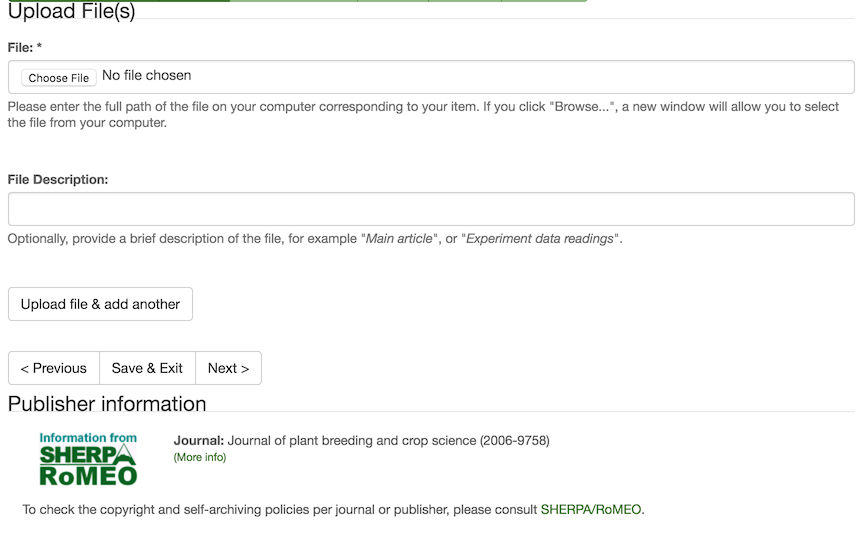 Upload File(s)
File: *
Choose File No file chosen
Please enter the full path of the file on your computer corresponding to your item. If you click "Browse...", a new window will allow you to select
the file from your computer.
File Description:
Optionally, provide a brief description of the file, for example "Main article", or "Experiment data readings".
Upload file & add another
< Previous Save & Exit Next >
Publisher information
Information from
SHERPA
RoMEO
Journal: Journal of plant breeding and crop science (2006-9758)
(More info)
To check the copyright and self-archiving policies per journal or publisher, please consult SHERPA/RoMEO.